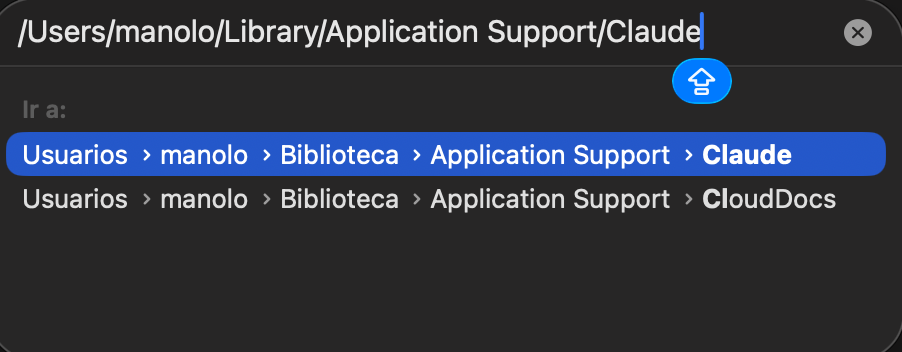 /Users/manolo/Library/Application Support/Claude
Ir a:
Usuarios › manolo › Biblioteca › Application Support › Claude
Usuarios › manolo › Biblioteca › Application Support › CloudDocs